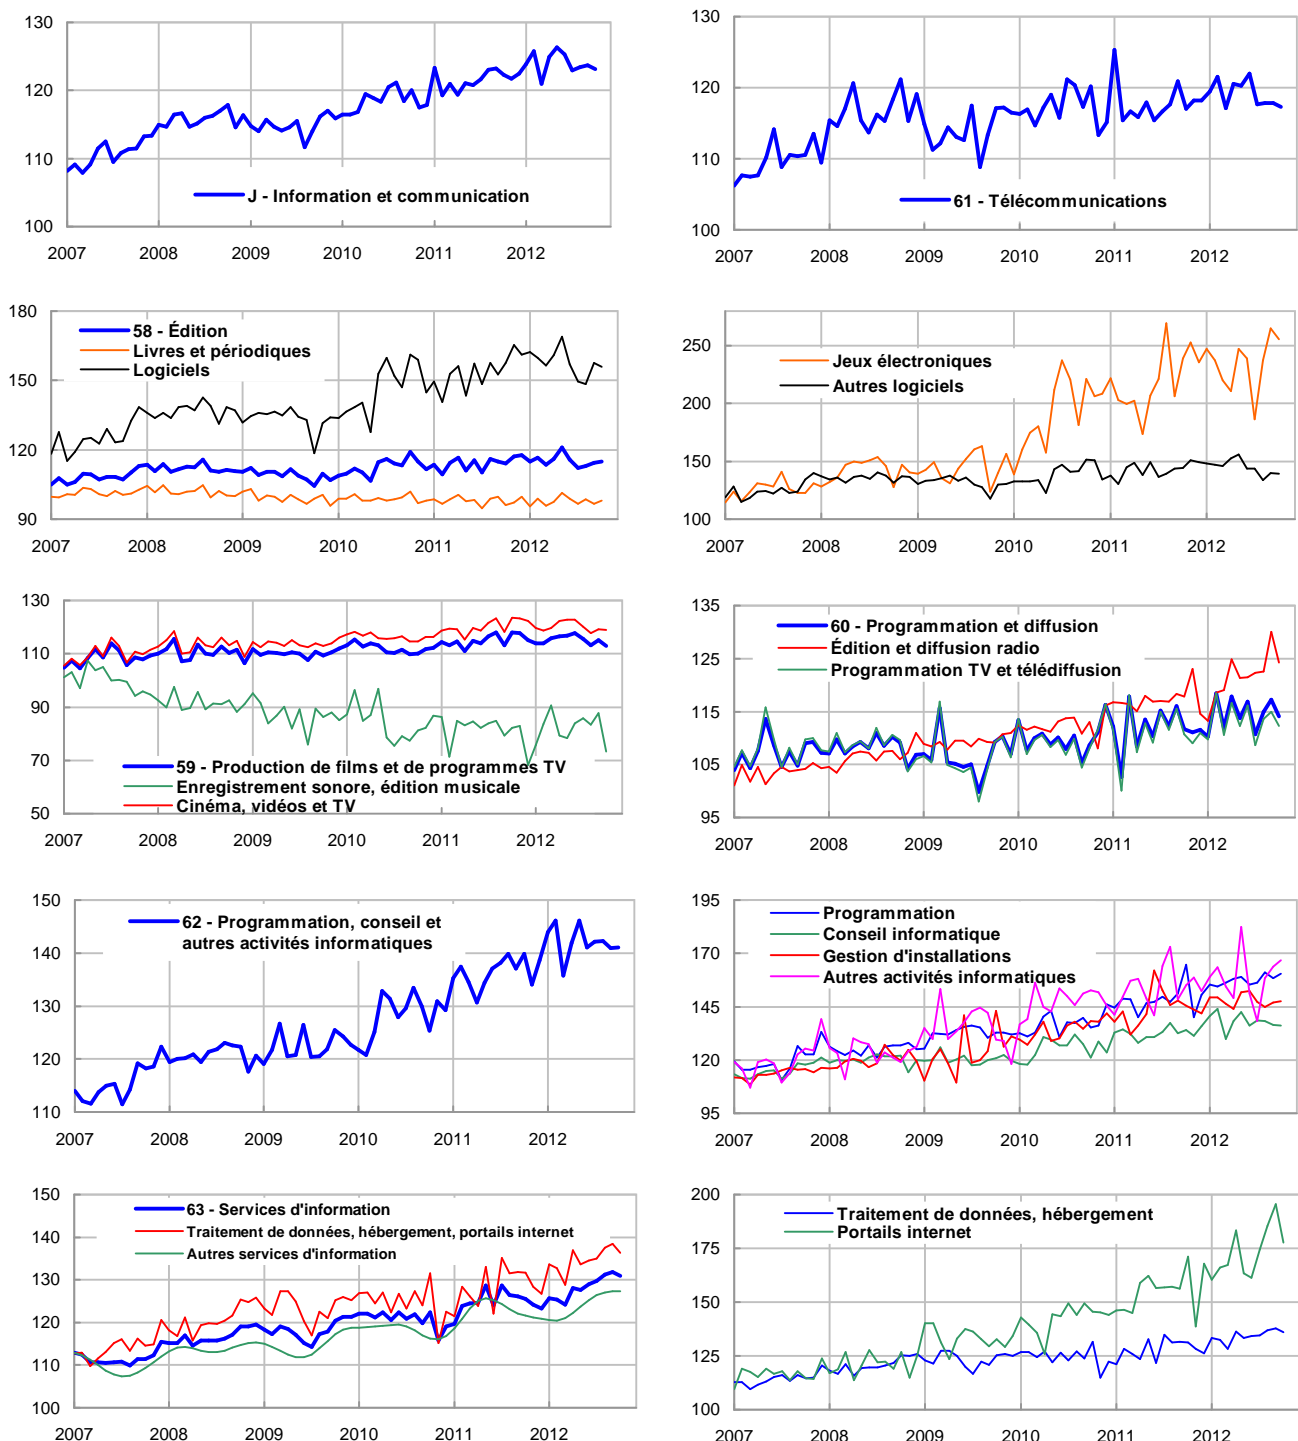 130
120
110
100
J - Information et communication
2007 2008 2009 2010 2011 2012
130
120
110
100
61 - Télécommunications
2007 2008 2009 2010 2011 2012
180
150
120
90
58 - Édition
Livres et périodiques
Logiciels
2007 2008 2009 2010 2011 2012
250
200
150
100
Jeux électroniques
Autres logiciels
2007 2008 2009 2010 2011 2012
130
110
90
70
50
59 - Production de films et de programmes TV
Enregistrement sonore, édition musicale
Cinéma, vidéos et TV
2007 2008 2009 2010 2011 2012
135
125
115
105
95
60 - Programmation et diffusion
Édition et diffusion radio
Programmation TV et télédiffusion
2007 2008 2009 2010 2011 2012
150
140
130
120
110
62 - Programmation, conseil et
autres activités informatiques
2007 2008 2009 2010 2011 2012
195
170
145
120
95
Programmation
Conseil informatique
Gestion d'installations
Autres activités informatiques
2007 2008 2009 2010 2011 2012
150
140
130
120
110
100
63 - Services d'information
Traitement de données, hébergement, portails internet
Autres services d'information
2007 2008 2009 2010 2011 2012
200
175
150
125
100
Traitement de données, hébergement
Portails internet
2007 2008 2009 2010 2011 2012